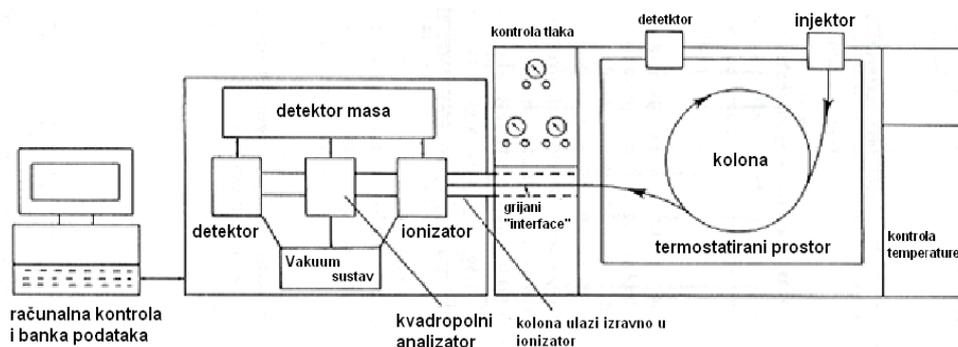 kontrola tlaka
detetktor
injektor
detektor masa
kolona
detektor
ionizator
grijani
"interface"
termostatirani prostor
kontrola
temperature
Vakuum
sustav
računalna kontrola
i banka podataka
kvadropolni
analizator
kolona ulazi izravno u
ionizator